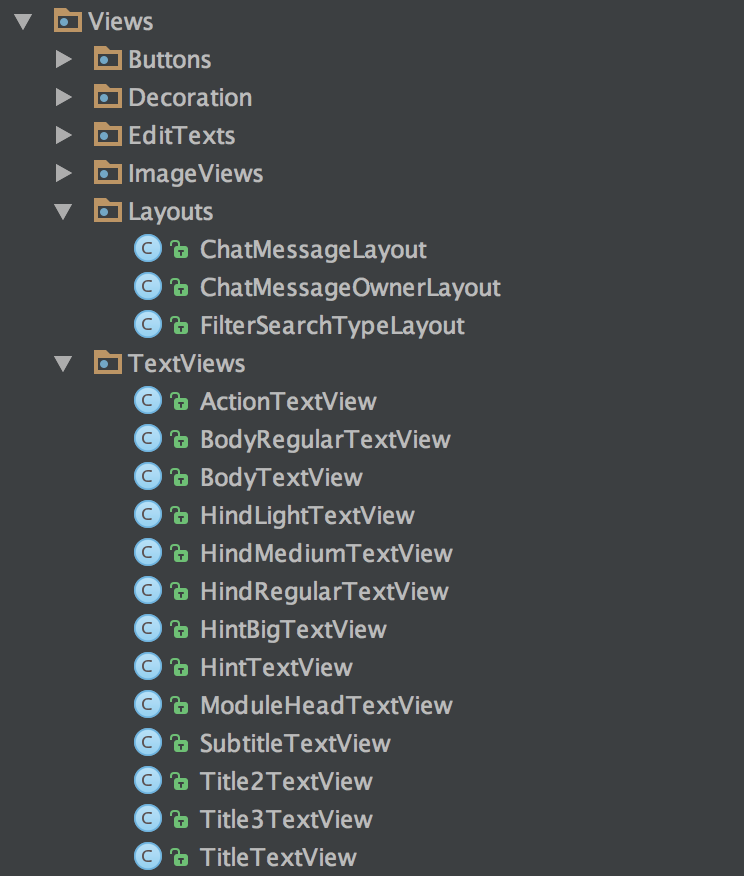 Views
Buttons
Decoration
EditTexts
ImageViews
Layouts
C ChatMessageLayout
C ChatMessageOwnerLayout
C FilterSearchTypeLayout
TextViews
C ActionTextView
C BodyRegularTextView
C BodyTextView
C HindLightTextView
C HindMediumTextView
C HindRegularTextView
C HintBigTextView
C HintTextView
C ModuleHeadTextView
C SubtitleTextView
C Title2TextView
C Title3TextView
C TitleTextView